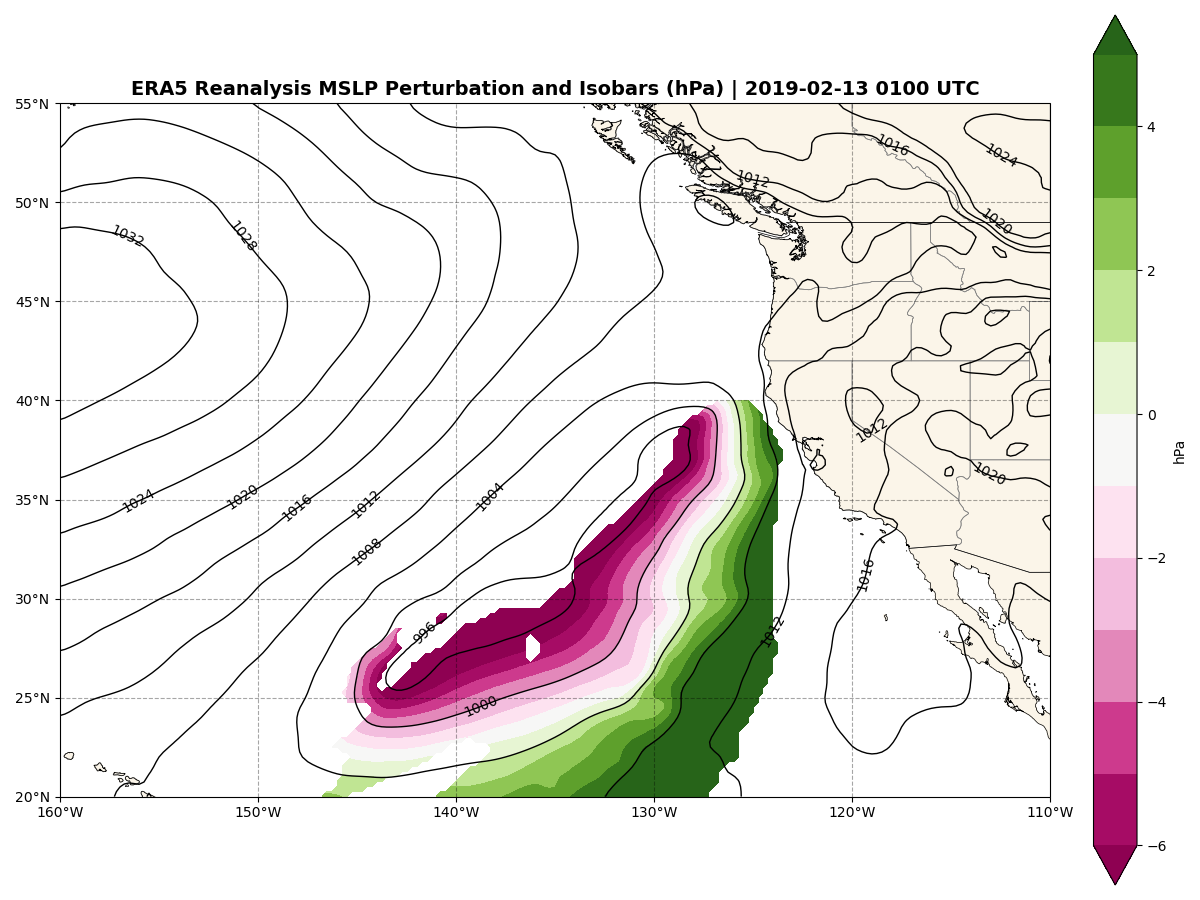 ERA5 Reanalysis MSLP Perturbation and Isobars (hPa) | 2019-02-13 0100 UTC
55°N
50°N
45°N
40°N
35°N
30°N
25°N
20°N
160°W 150°W 140°W 130°W 120°W 110°W
1016
1024
1012
1020
1032
1028
1012
1020
1024
1020
1016
1012
1004
1008
1016
996
1012
1000
4
2
0
−2
−4
−6
hPa